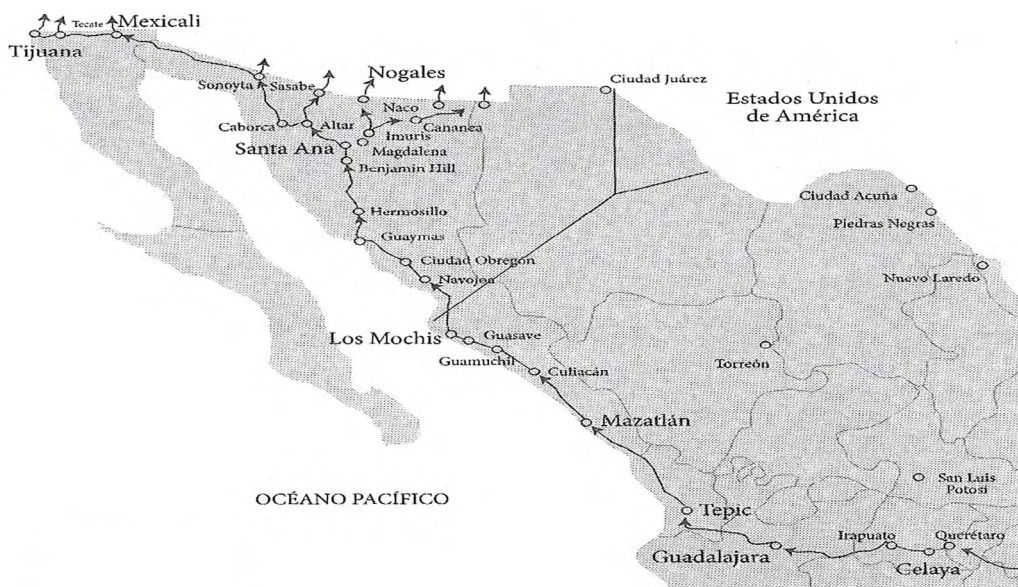 Tecate
Mexicali
Tijuana
Sonoyta
Sasabe
Nogales
Ciudad Juárez
Naco
Estados Unidos
de América
Caborca
Altar
Imuris
Cananea
Santa Ana
Magdalena
Benjamin Hill
Ciudad Acuña
Piedras Negras
Hermosillo
Guaymas
Ciudad Obregón
Navojoa
Nuevo Laredo
Los Mochis
Guasave
Guamuchil
Culiacán
Torreón
Mazatlán
San Luis
Potosí
OCÉANO PACÍFICO
Tepic
Irapuato
Querétaro
Guadalajara
Celaya